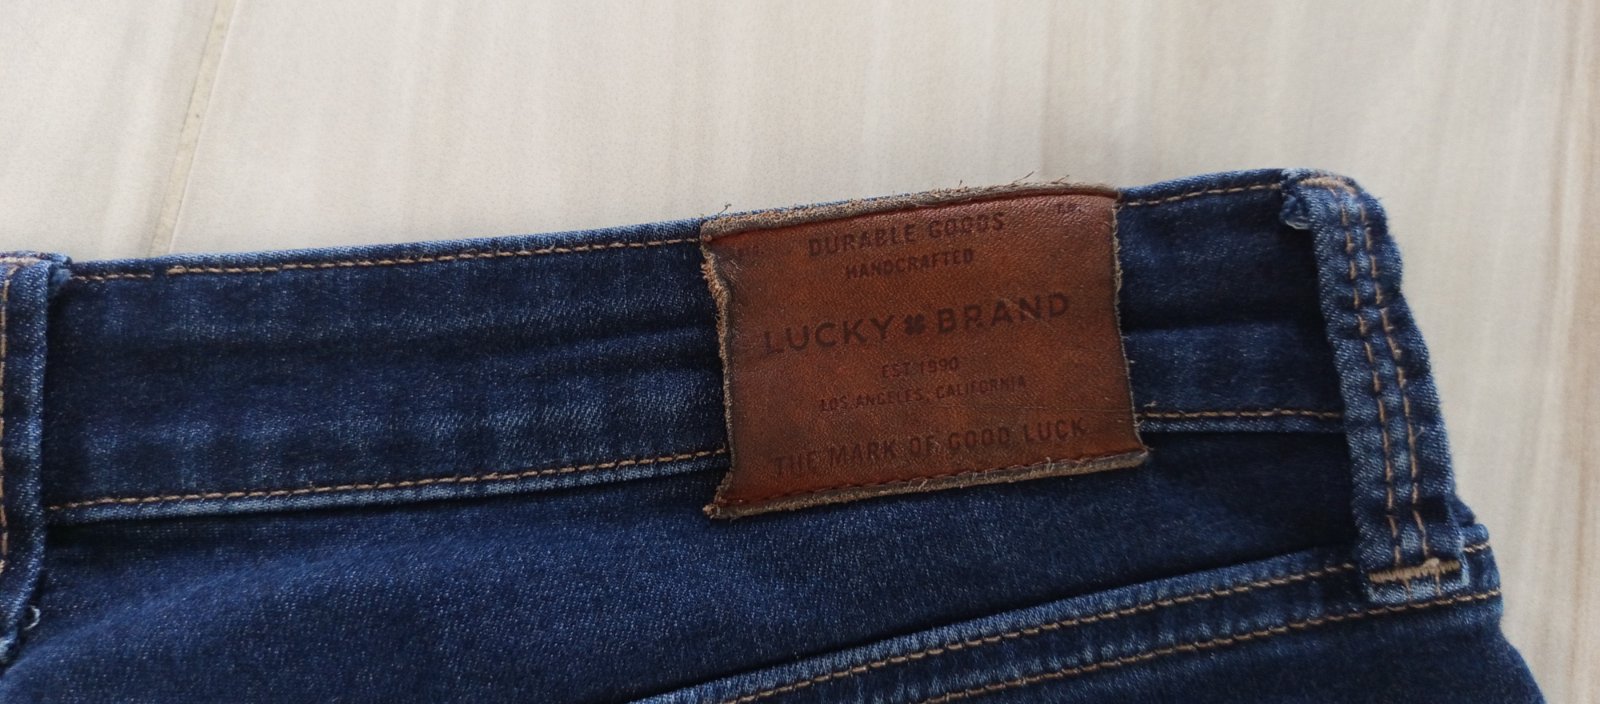 DURABLE GOODS
HANDCRAFTED
LUCKY BRAND
EST 1990
LOS ANGELES, CALIFORNIA
THE MARK OF GOOD LUCK